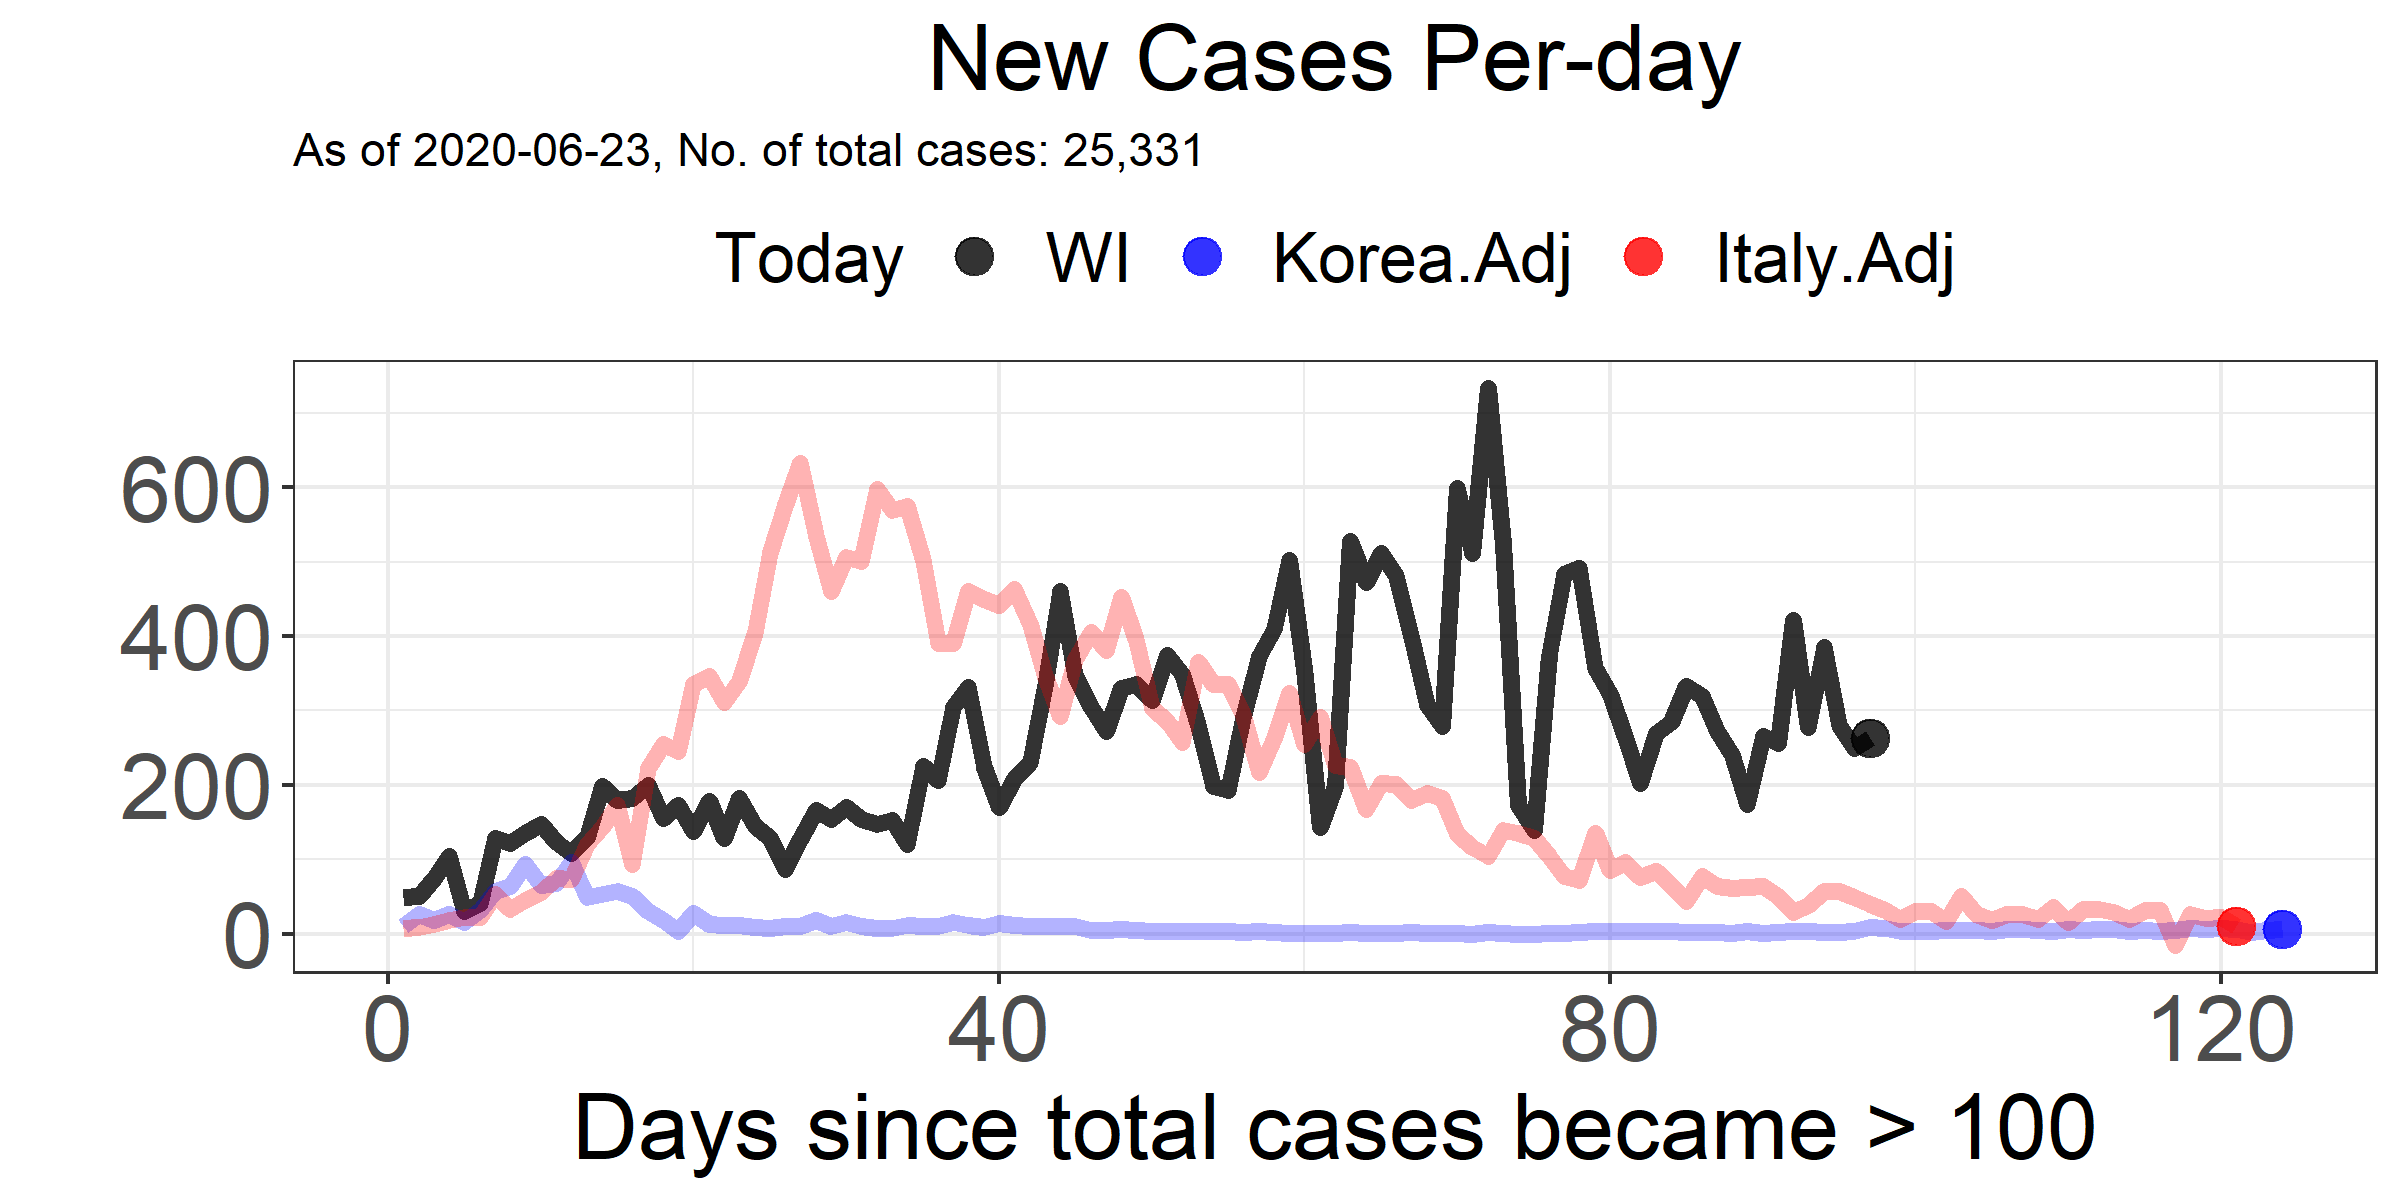 New Cases Per-day
As of 2020-06-23, No. of total cases: 25,331
Today WI Korea.Adj Italy.Adj
600
400
200
0
0 40 80 120
Days since total cases became > 100